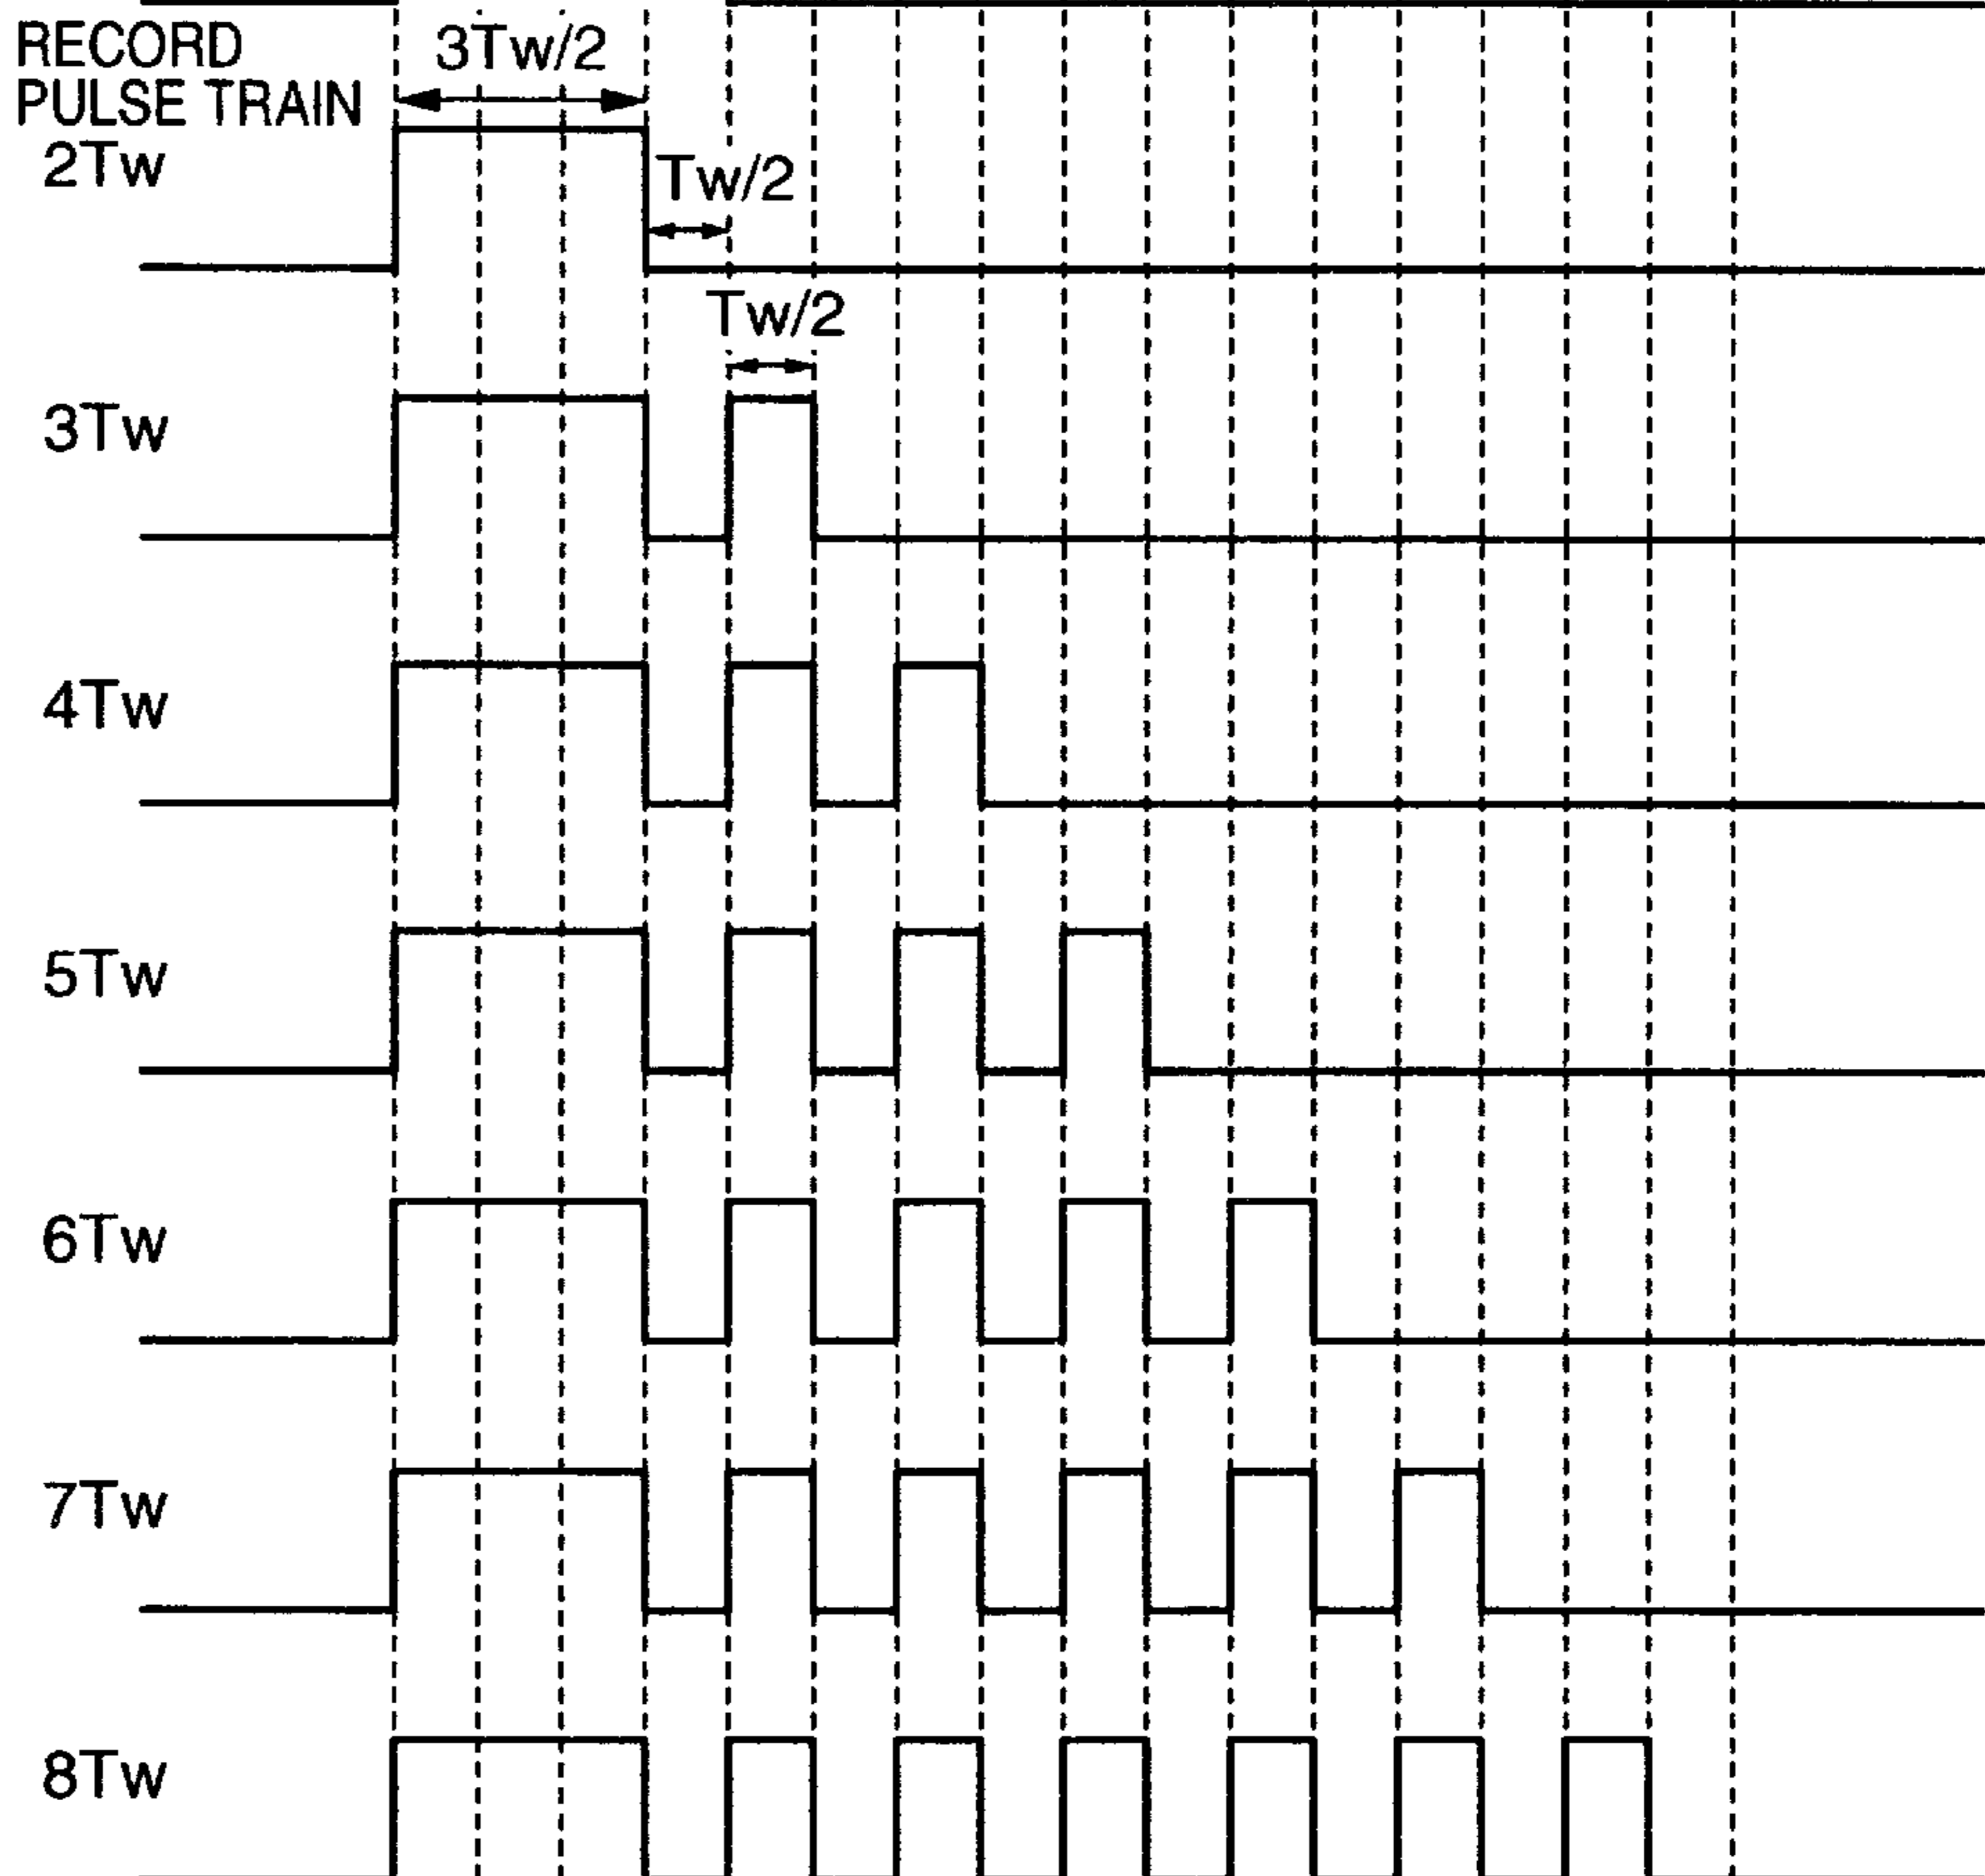 RECORD
PULSE TRAIN
3Tw/2
2Tw
Tw/2
Tw/2
3Tw
4Tw
5Tw
6Tw
7Tw
8Tw